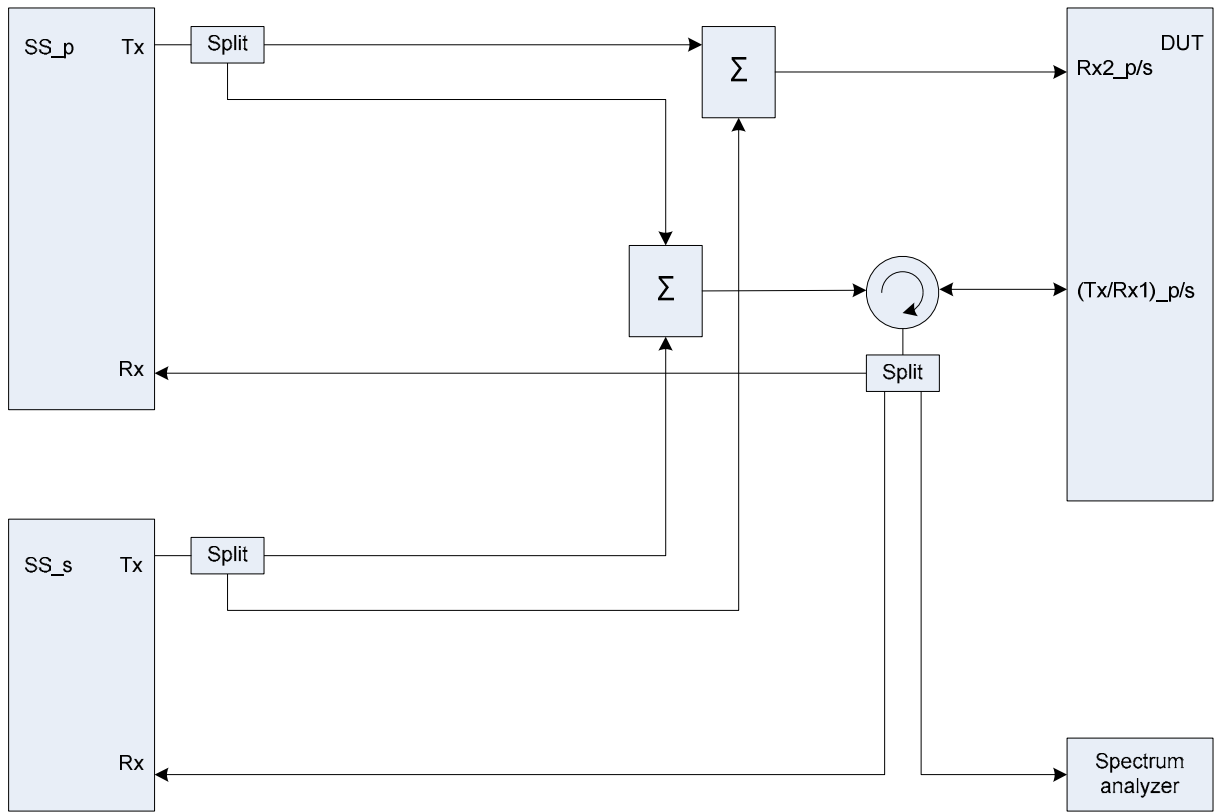 SS_p
Tx
Split
Σ
DUT
Rx2_p/s
Σ
(Tx/Rx1)_p/s
Rx
Split
SS_s
Tx
Split
Rx
Spectrum
analyzer